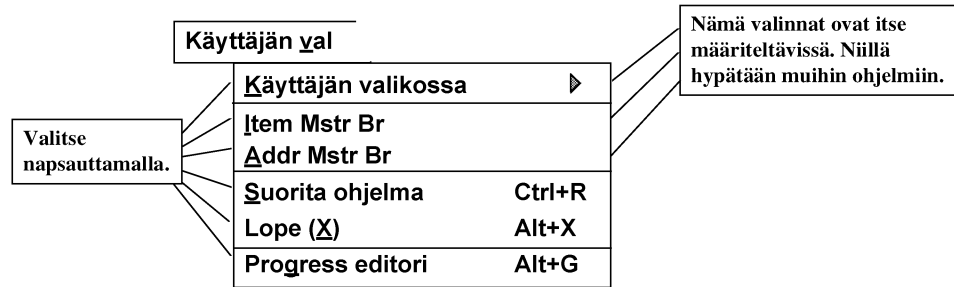 Käyttäjän val
Nämä valinnat ovat itse
määriteltävissä. Niillä
hypätään muihin ohjelmiin.
Käyttäjän valikossa
Item Mstr Br
Addr Mstr Br
Valitse
napsauttamalla.
Suorita ohjelma Ctrl+R
Lope (X) Alt+X
Progress editori Alt+G